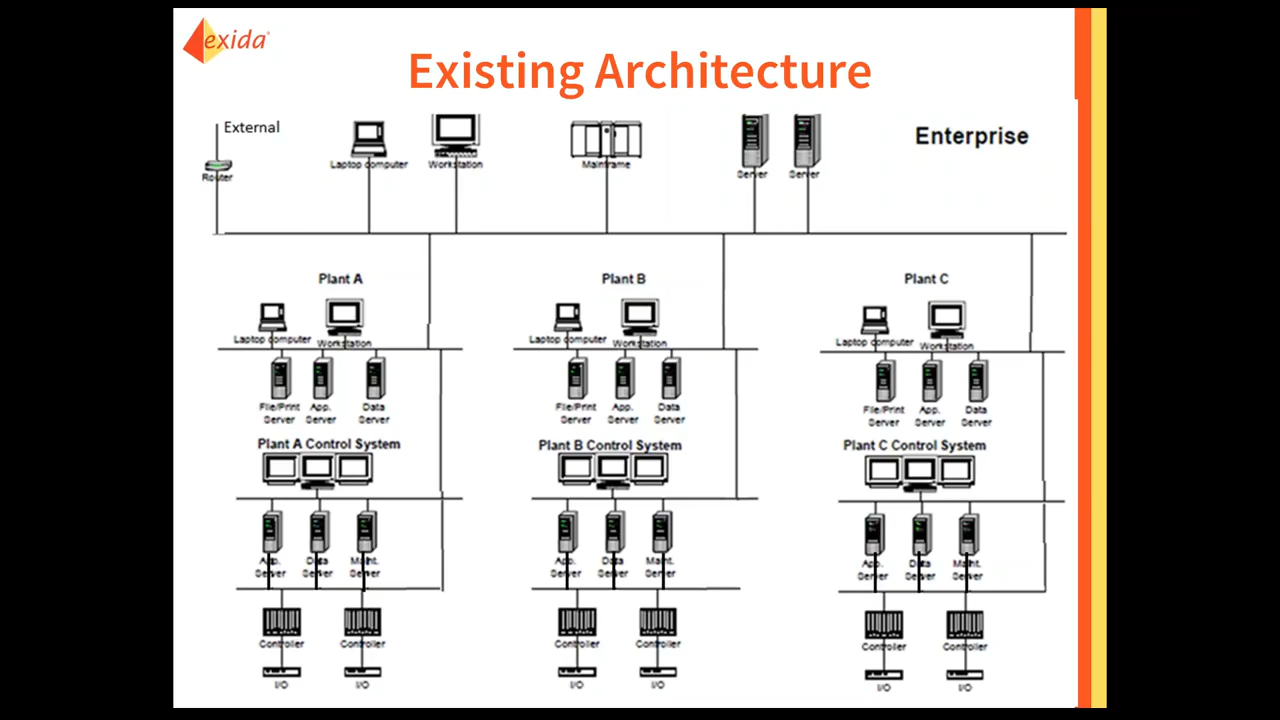 exida
Existing Architecture
External
Enterprise
Router
Laptop computer
Workstation
Mainframe
Server
Server
Plant A
Plant B
Plant C
Laptop computer
Workstation
Laptop computer
Workstation
Laptop computer
Workstation
File/Print
Server
App.
Server
Data
Server
File/Print
Server
App.
Server
Data
Server
File/Print
Server
App.
Server
Data
Server
Plant A Control System
Plant B Control System
Plant C Control System
App.
Server
Data
Server
Maint.
Server
App.
Server
Data
Server
Maint.
Server
App.
Server
Data
Server
Maint.
Server
Controller
Controller
Controller
Controller
Controller
Controller
I/O
I/O
I/O
I/O
I/O
I/O